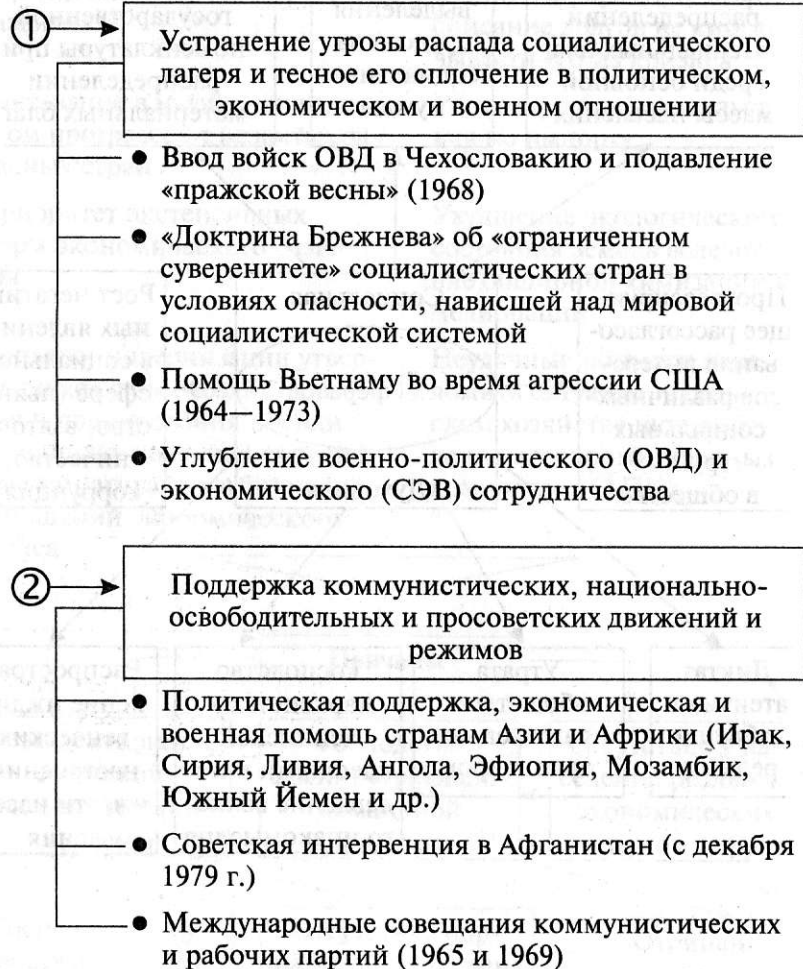 1
Устранение угрозы распада социалистического
лагеря и тесное его сплочение в политическом,
экономическом и военном отношении
• Ввод войск ОВД в Чехословакию и подавление
«пражской весны» (1968)
• «Доктрина Брежнева» об «ограниченном
суверенитете» социалистических стран в
условиях опасности, нависшей над мировой
социалистической системой
• Помощь Вьетнаму во время агрессии США
(1964—1973)
• Углубление военно-политического (ОВД) и
экономического (СЭВ) сотрудничества
2
Поддержка коммунистических, национально-
освободительных и просоветских движений и
режимов
• Политическая поддержка, экономическая и
военная помощь странам Азии и Африки (Ирак,
Сирия, Ливия, Ангола, Эфиопия, Мозамбик,
Южный Йемен и др.)
• Советская интервенция в Афганистан (с декабря
1979 г.)
• Международные совещания коммунистических
и рабочих партий (1965 и 1969)